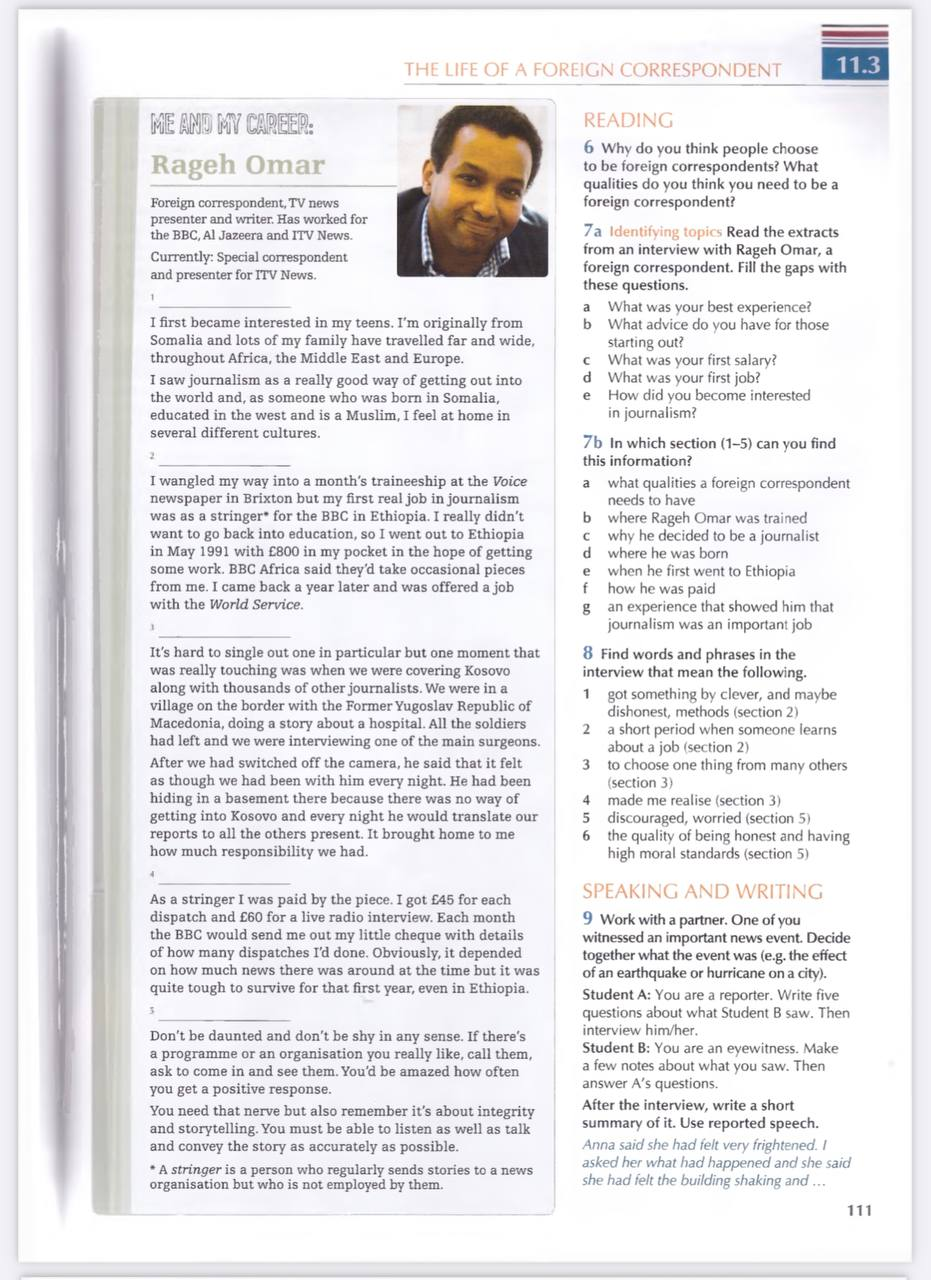 THE LIFE OF A FOREIGN CORRESPONDENT
11.3
ME AND MY CAREER:
Rageh Omar
Foreign correspondent, TV news
presenter and writer. Has worked for
the BBC, Al Jazeera and ITV News.
Currently: Special correspondent
and presenter for ITV News.
1
I first became interested in my teens. I'm originally from
Somalia and lots of my family have travelled far and wide,
throughout Africa, the Middle East and Europe.
I saw journalism as a really good way of getting out into
the world and, as someone who was born in Somalia,
educated in the west and is a Muslim, I feel at home in
several different cultures.
2
I wangled my way into a month's traineeship at the Voice
newspaper in Brixton but my first real job in journalism
was as a stringer* for the BBC in Ethiopia. I really didn't
want to go back into education, so I went out to Ethiopia
in May 1991 with £800 in my pocket in the hope of getting
some work. BBC Africa said they'd take occasional pieces
from me. I came back a year later and was offered a job
with the World Service.
3
It's hard to single out one in particular but one moment that
was really touching was when we were covering Kosovo
along with thousands of other journalists. We were in a
village on the border with the Former Yugoslav Republic of
Macedonia, doing a story about a hospital. All the soldiers
had left and we were interviewing one of the main surgeons.
After we had switched off the camera, he said that it felt
as though we had been with him every night. He had been
hiding in a basement there because there was no way of
getting into Kosovo and every night he would translate our
reports to all the others present. It brought home to me
how much responsibility we had.
4
As a stringer I was paid by the piece. I got £45 for each
dispatch and £60 for a live radio interview. Each month
the BBC would send me out my little cheque with details
of how many dispatches I'd done. Obviously, it depended
on how much news there was around at the time but it was
quite tough to survive for that first year, even in Ethiopia.
5
Don't be daunted and don't be shy in any sense. If there's
a programme or an organisation you really like, call them,
ask to come in and see them. You'd be amazed how often
you get a positive response.
You need that nerve but also remember it's about integrity
and storytelling. You must be able to listen as well as talk
and convey the story as accurately as possible.
* A stringer is a person who regularly sends stories to a news
organisation but who is not employed by them.
READING
6 Why do you think people choose
to be foreign correspondents? What
qualities do you think you need to be a
foreign correspondent?
7a Identifying topics Read the extracts
from an interview with Rageh Omar, a
foreign correspondent. Fill the gaps with
these questions.
a What was your best experience?
b What advice do you have for those
starting out?
c What was your first salary?
d What was your first job?
e How did you become interested
in journalism?
7b In which section (1–5) can you find
this information?
a what qualities a foreign correspondent
needs to have
b where Rageh Omar was trained
c why he decided to be a journalist
d where he was born
e when he first went to Ethiopia
f how he was paid
g an experience that showed him that
journalism was an important job
8 Find words and phrases in the
interview that mean the following.
1 got something by clever, and maybe
dishonest, methods (section 2)
2 a short period when someone learns
about a job (section 2)
3 to choose one thing from many others
(section 3)
4 made me realise (section 3)
5 discouraged, worried (section 5)
6 the quality of being honest and having
high moral standards (section 5)
SPEAKING AND WRITING
9 Work with a partner. One of you
witnessed an important news event. Decide
together what the event was (e.g. the effect
of an earthquake or hurricane on a city).
Student A: You are a reporter. Write five
questions about what Student B saw. Then
interview him/her.
Student B: You are an eyewitness. Make
a few notes about what you saw. Then
answer A's questions.
After the interview, write a short
summary of it. Use reported speech.
Anna said she had felt very frightened. I
asked her what had happened and she said
she had felt the building shaking and ...
111